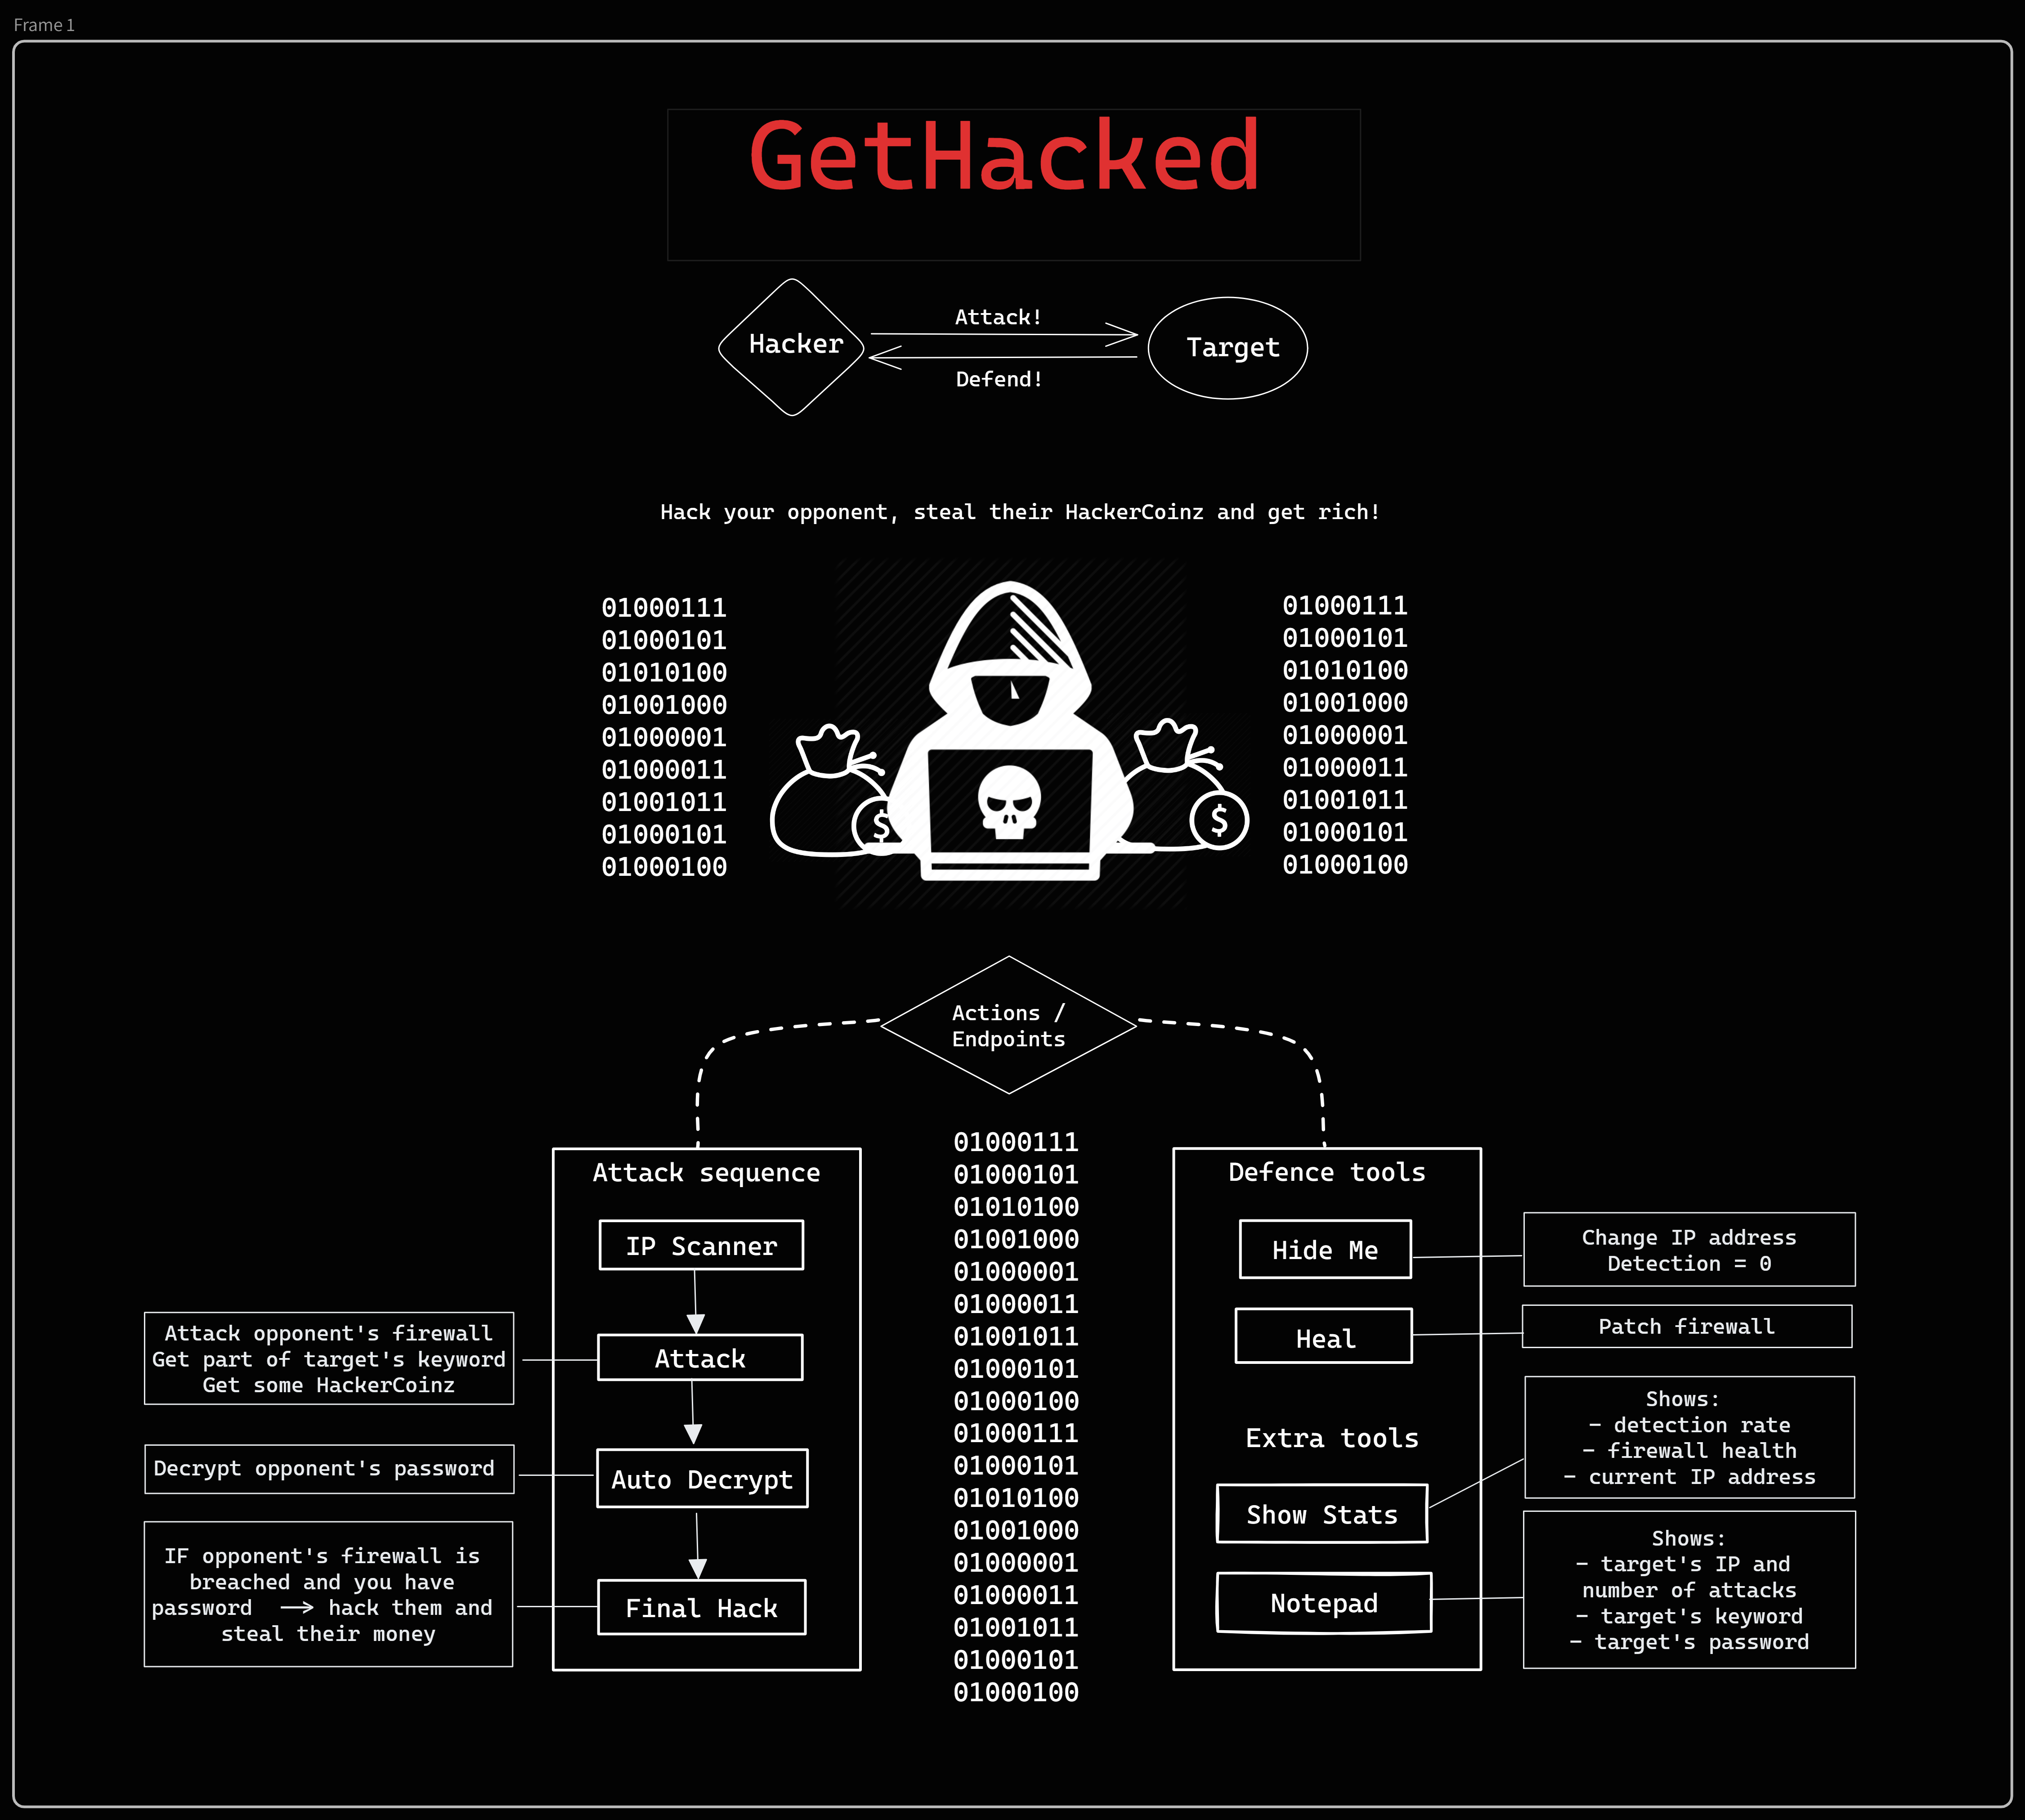 Frame 1
GetHacked
Hacker
Attack!
Defend!
Target
Hack your opponent, steal their HackerCoinz and get rich!
01000111
01000101
01010100
01001000
01000001
01000011
01001011
01000101
01000100
$
$
01000111
01000101
01010100
01001000
01000001
01000011
01001011
01000101
01000100
Actions /
Endpoints
Attack sequence
IP Scanner
Attack
Auto Decrypt
Final Hack
Attack opponent's firewall
Get part of target's keyword
Get some HackerCoinz
Decrypt opponent's password
IF opponent's firewall is
breached and you have
password → hack them and
steal their money
01000111
01000101
01010100
01001000
01000001
01000011
01001011
01000101
01000100
01000111
01000101
01010100
01001000
01000001
01000011
01001011
01000101
01000100
Defence tools
Hide Me
Heal
Extra tools
Show Stats
Notepad
Change IP address
Detection = 0
Patch firewall
Shows:
- detection rate
- firewall health
- current IP address
Shows:
- target's IP and
number of attacks
- target's keyword
- target's password